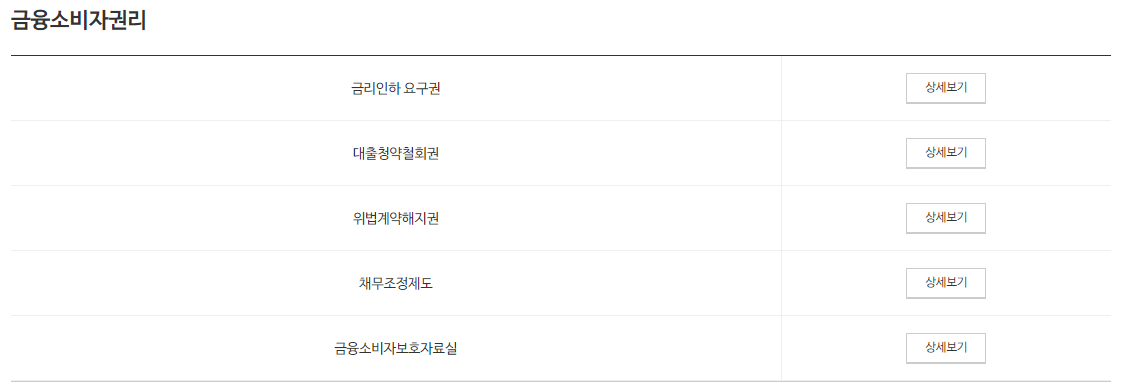 금융소비자권리
금리인하 요구권 상세보기
대출청약철회권 상세보기
위법계약해지권 상세보기
채무조정제도 상세보기
금융소비자보호자료실 상세보기